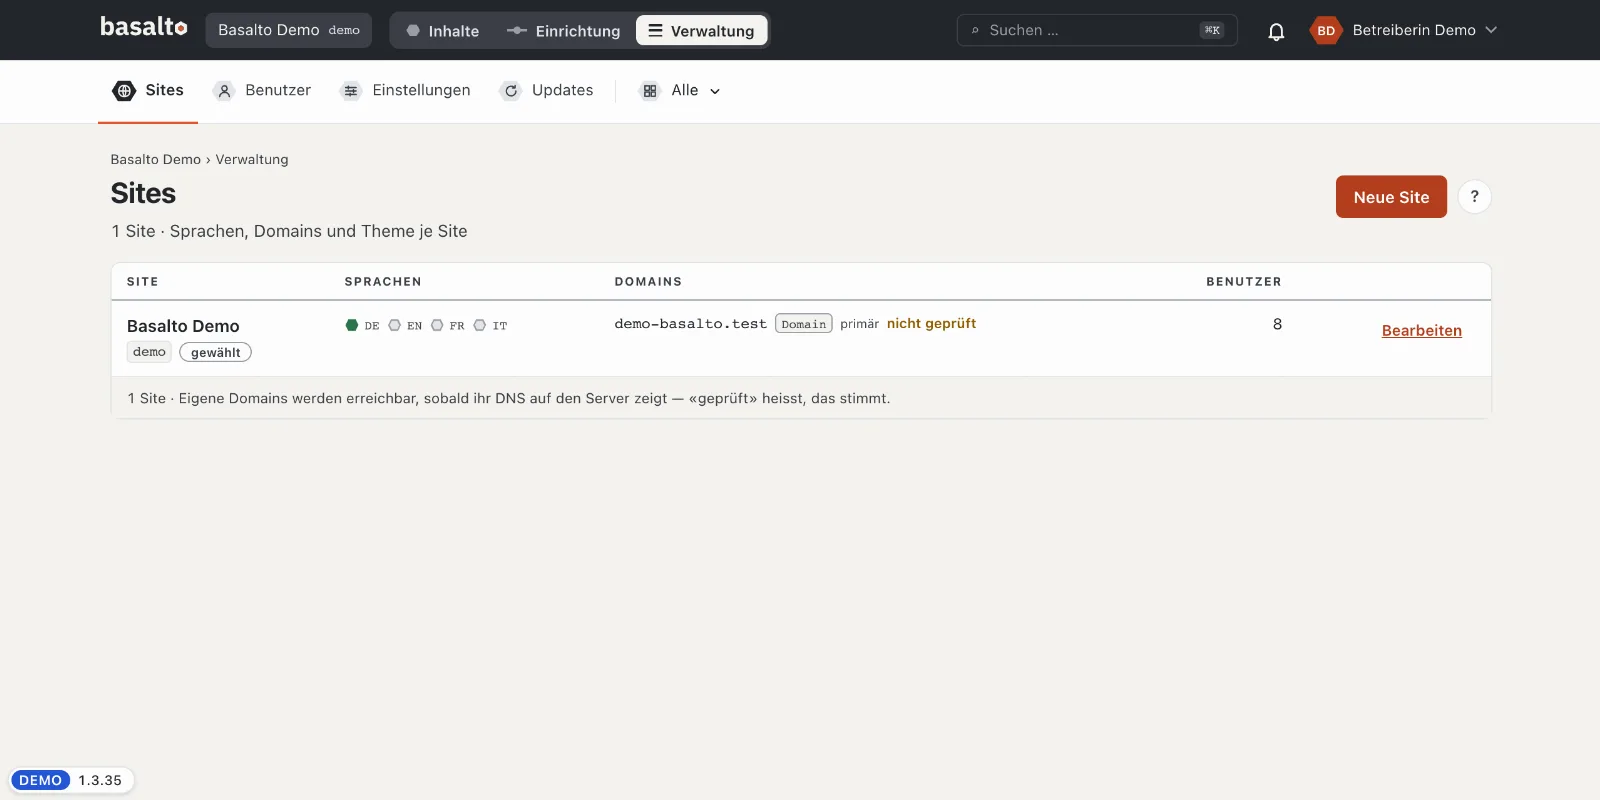 basalto
Basalto Demo demo
Inhalte
Einrichtung
Verwaltung
Suchen ...
⌘K
BD
Betreiberin Demo
Sites
Benutzer
Einstellungen
Updates
Alle
Basalto Demo › Verwaltung
Sites
1 Site · Sprachen, Domains und Theme je Site
Neue Site
?
SITE SPRACHEN DOMAINS BENUTZER
Basalto Demo
demo gewählt
DE EN FR IT
demo-basalto.test Domain primär nicht geprüft
8
Bearbeiten
1 Site · Eigene Domains werden erreichbar, sobald ihr DNS auf den Server zeigt — «geprüft» heisst, das stimmt.
DEMO 1.3.35